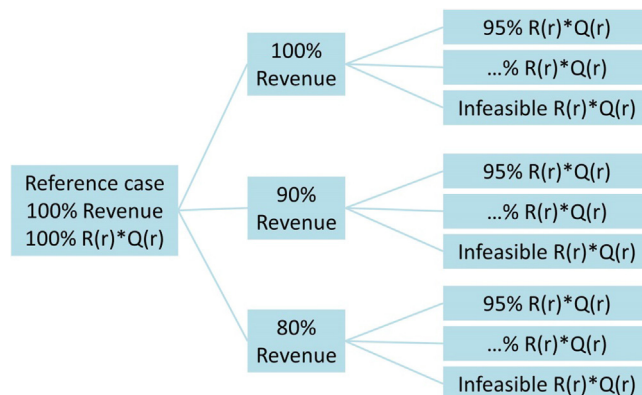 Reference case
100% Revenue
100% R(r)*Q(r)
100%
Revenue
95% R(r)*Q(r)
...% R(r)*Q(r)
Infeasible R(r)*Q(r)
90%
Revenue
95% R(r)*Q(r)
...% R(r)*Q(r)
Infeasible R(r)*Q(r)
80%
Revenue
95% R(r)*Q(r)
...% R(r)*Q(r)
Infeasible R(r)*Q(r)